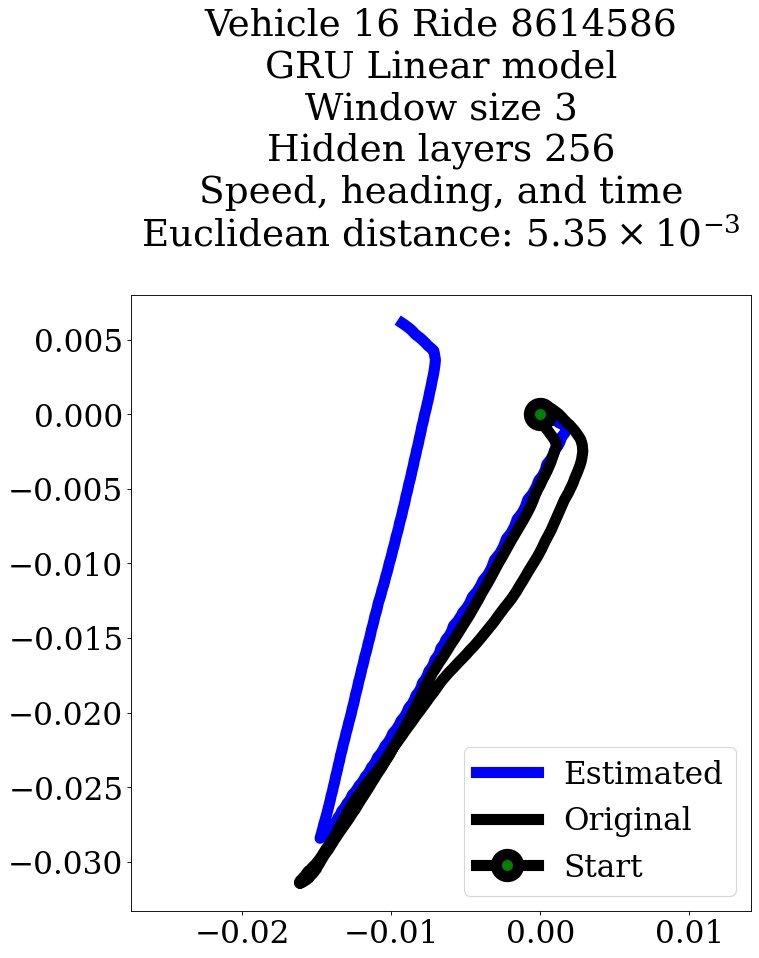 Vehicle 16 Ride 8614586
GRU Linear model
Window size 3
Hidden layers 256
Speed, heading, and time
Euclidean distance: 5.35 × 10⁻³
0.005
0.000
−0.005
−0.010
−0.015
−0.020
−0.025
−0.030
Estimated
Original
Start
−0.02 −0.01 0.00 0.01